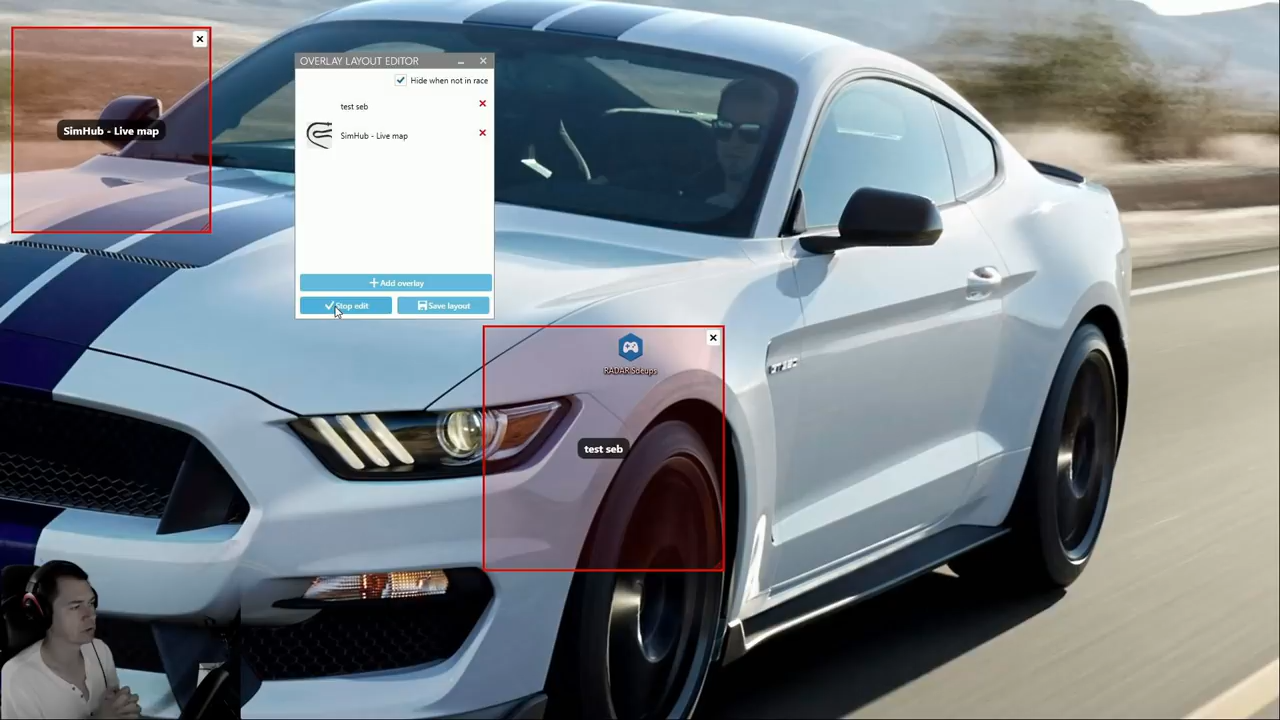 SimHub - Live map
OVERLAY LAYOUT EDITOR
Hide when not in race
test seb
SimHub - Live map
Add overlay
Stop edit
Save layout
RADAR Sdeups
test seb